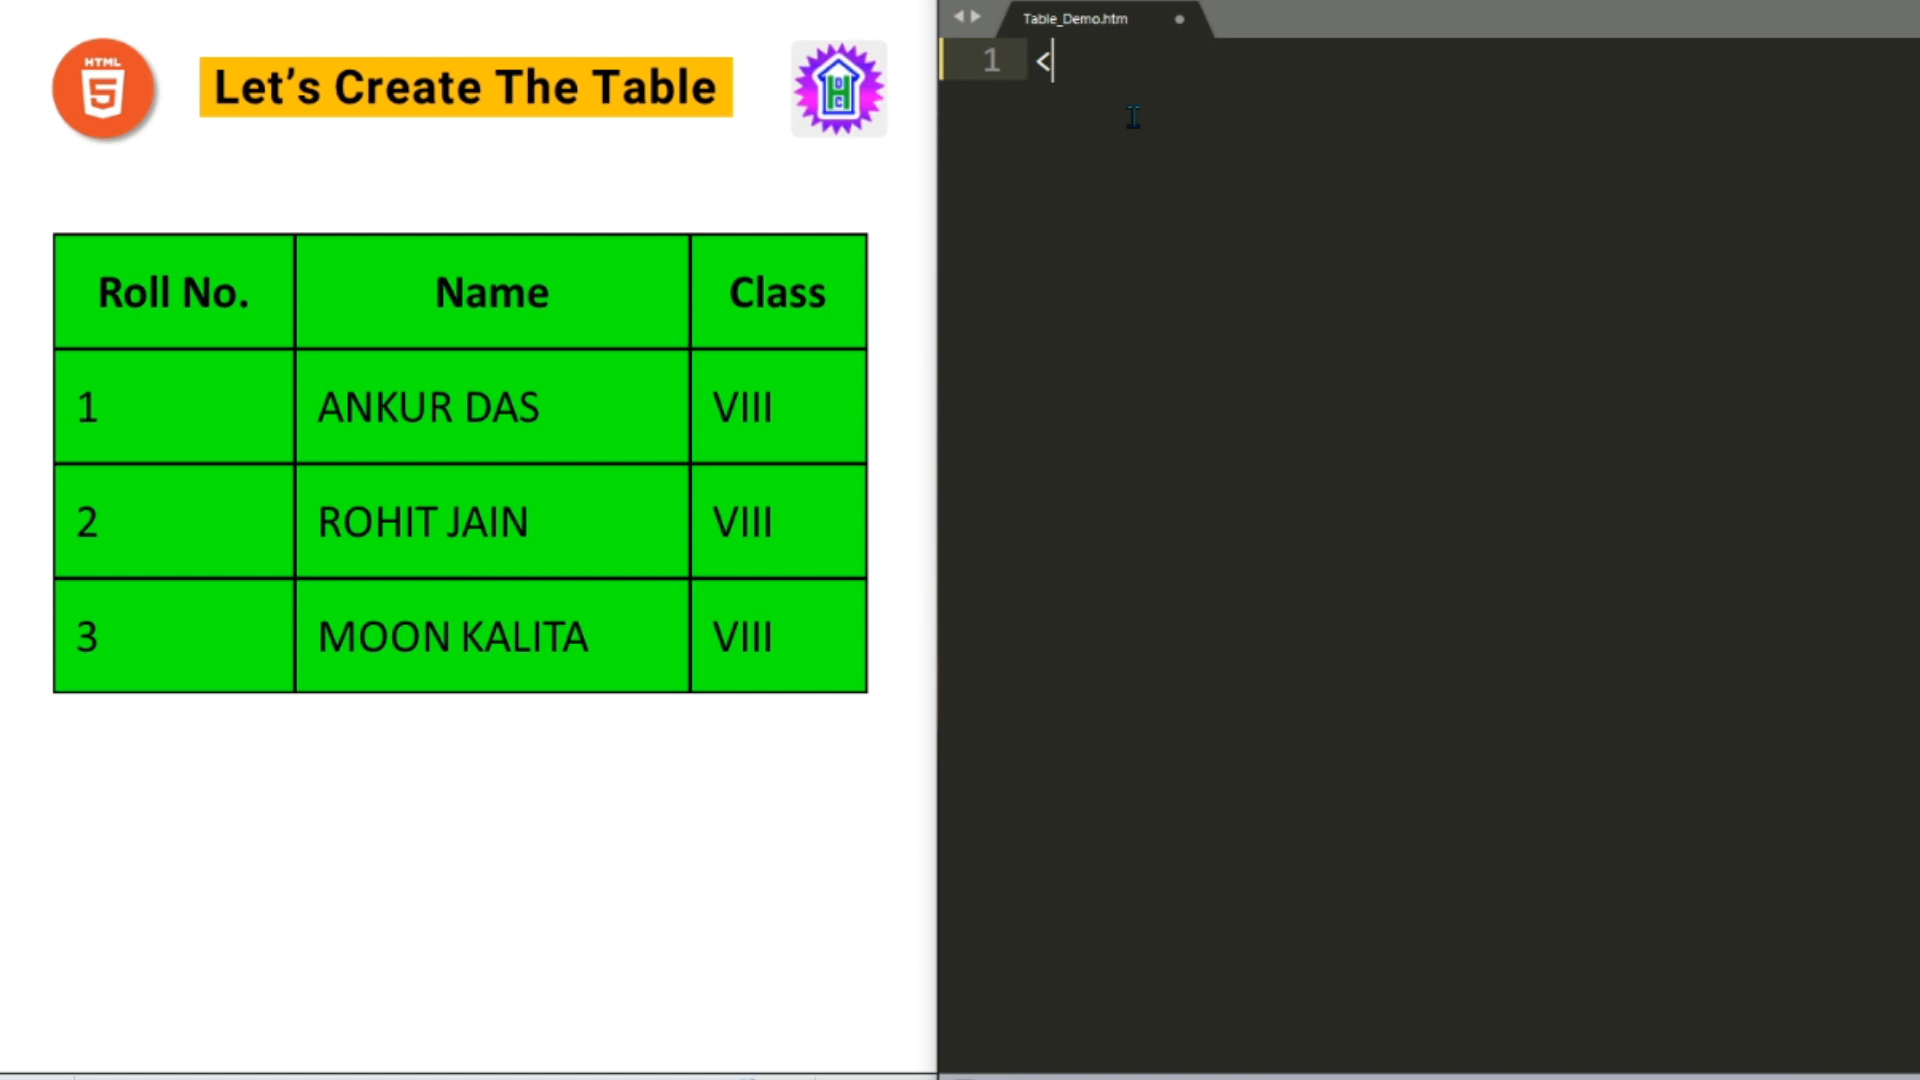 HTML
5
Let's Create The Table
H
Roll No. Name Class
1 ANKUR DAS VIII
2 ROHIT JAIN VIII
3 MOON KALITA VIII
Table_Demo.htm
1 <